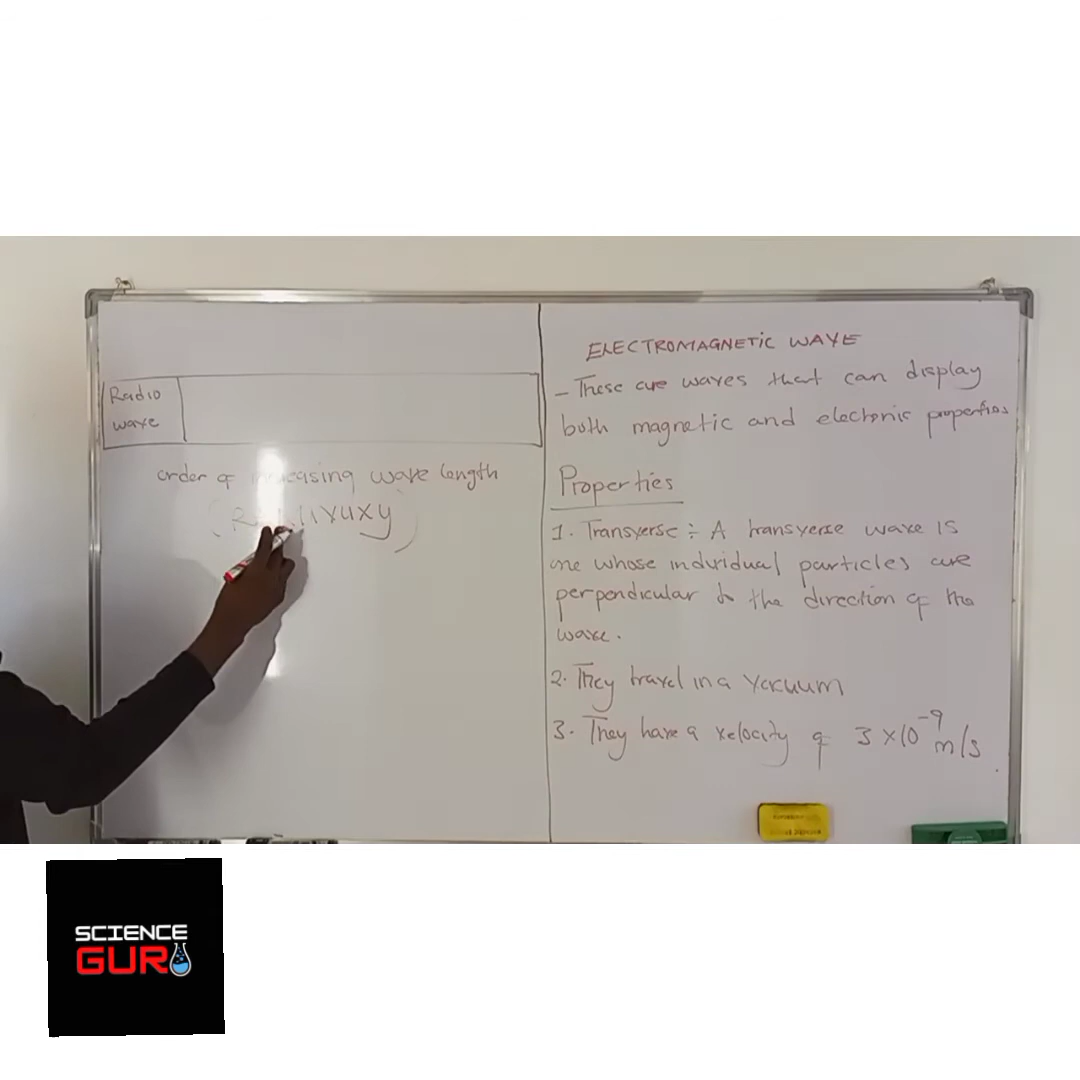 Radio
wave
order of increasing wave length
ELECTROMAGNETIC WAVE
- These are waves that can display
both magnetic and electronic properties
Properties
1. Transverse ÷ A transverse wave is
one whose individual particles are
perpendicular to the direction of the
wave.
2. They travel in a vacuum
3. They have a velocity of 3 x 10⁻⁹ m/s.
SCIENCE
GURU